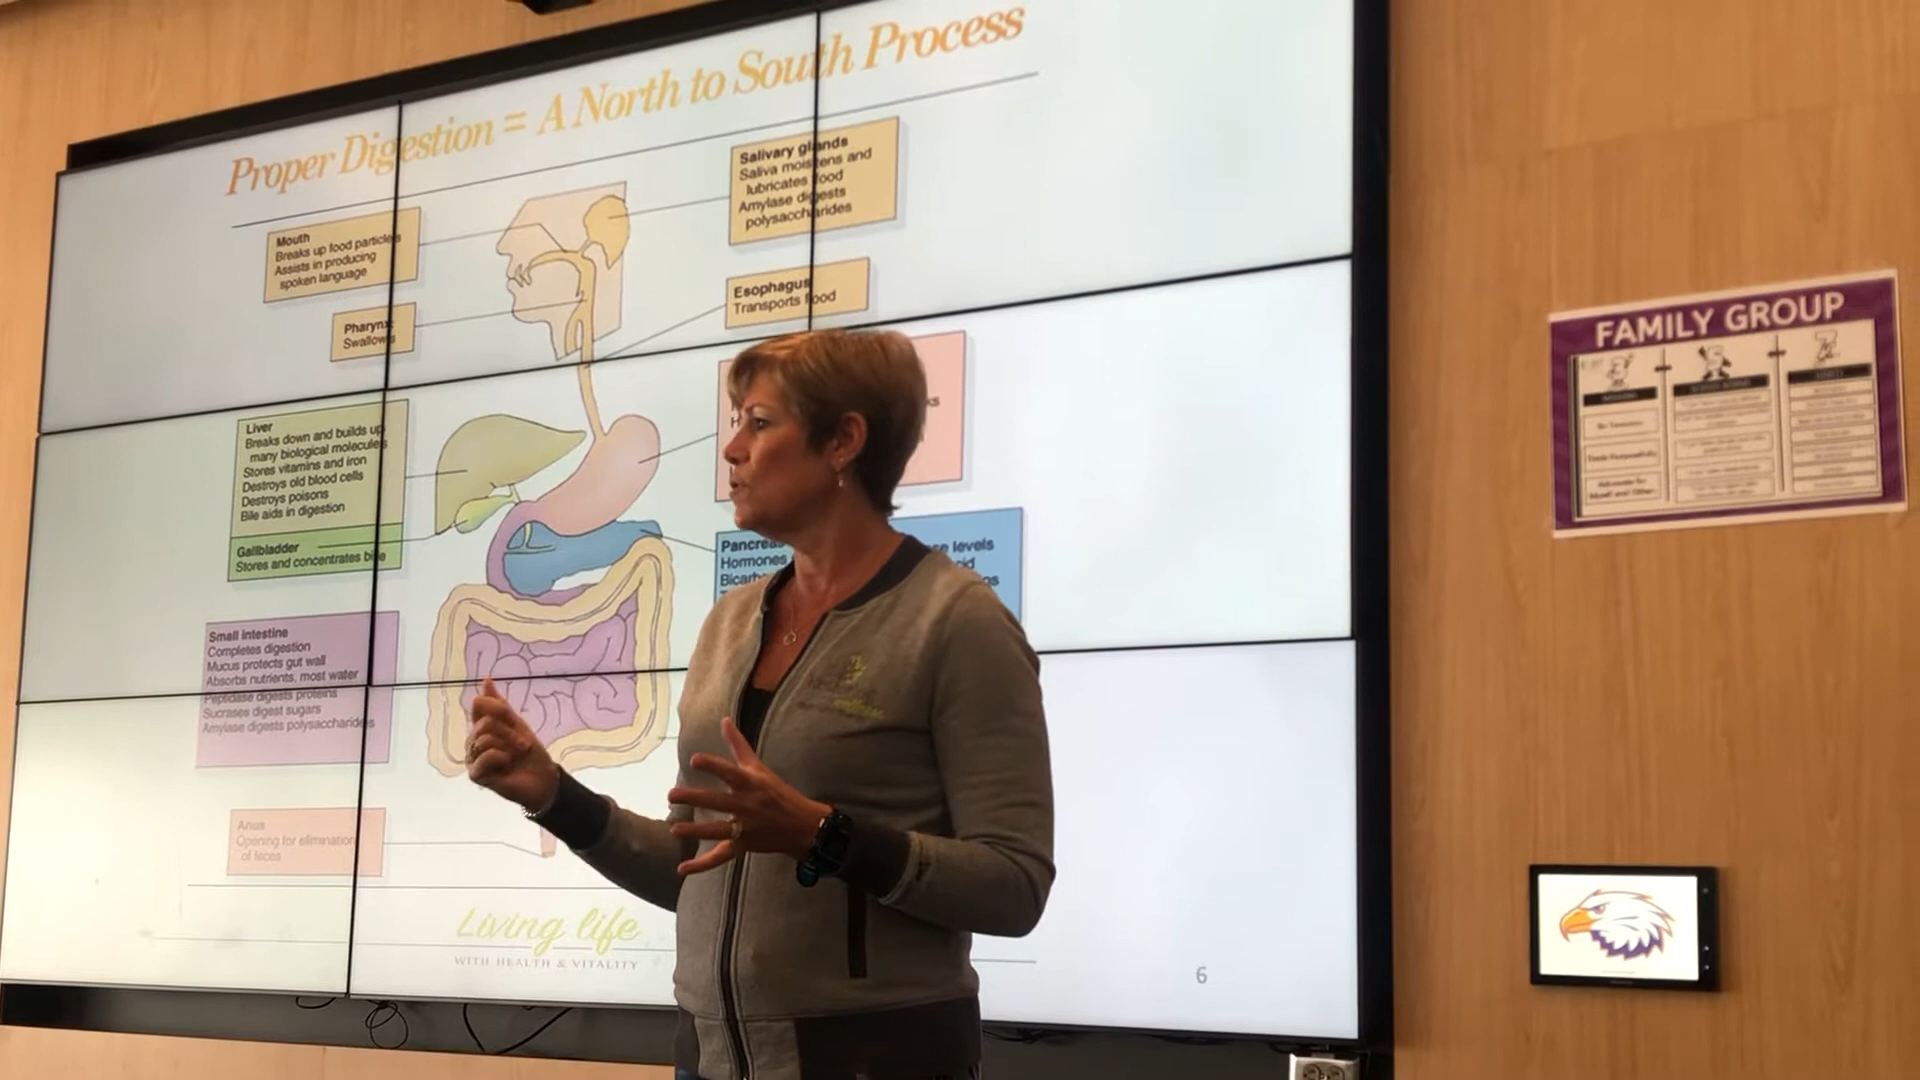 Proper Digestion = A North to South Process
Mouth
Breaks up food particles
Assists in producing
spoken language
Salivary glands
Saliva moistens and
lubricates food
Amylase digests
polysaccharides
Pharynx
Swallows
Esophagus
Transports food
Liver
Breaks down and builds up
many biological molecules
Stores vitamins and iron
Destroys old blood cells
Destroys poisons
Bile aids in digestion
Gallbladder
Stores and concentrates bile
Pancreas
Hormones
levels
Small intestine
Completes digestion
Mucus protects gut wall
Absorbs nutrients, most water
Peptidase digests proteins
Sucrases digest sugars
Amylase digests polysaccharides
Anus
Opening for elimination
of feces
Living life
WITH HEALTH & VITALITY
6
FAMILY GROUP